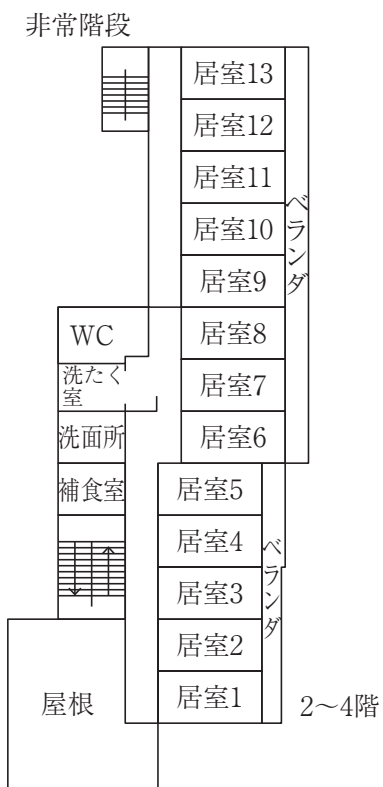 非常階段
居室13
居室12
居室11
居室10
居室9
ベランダ
WC
居室8
洗たく
室
居室7
洗面所
居室6
補食室
居室5
居室4
居室3
ベランダ
居室2
屋根
居室1
2～4階